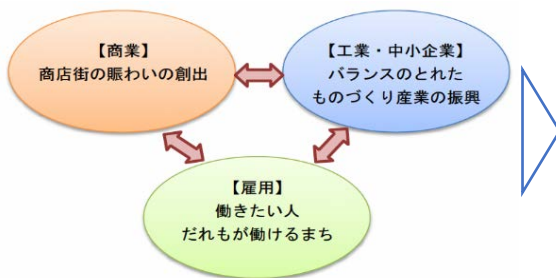 【商業】
商店街の賑わいの創出
【工業・中小企業】
バランスのとれた
ものづくり産業の振興
【雇用】
働きたい人
だれもが働けるまち